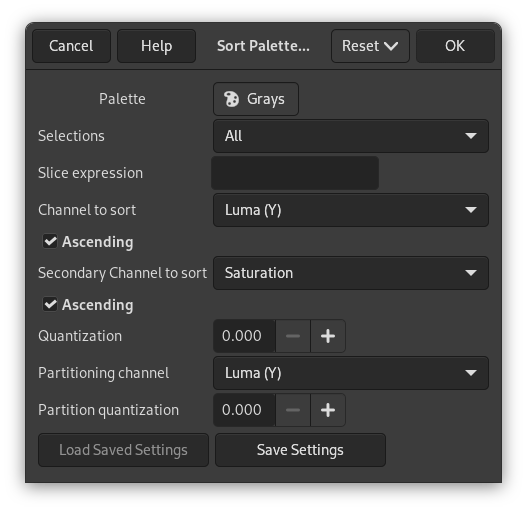 Cancel Help Sort Palette... Reset OK
Palette Grays
Selections All
Slice expression
Channel to sort Luma (Y)
Ascending
Secondary Channel to sort Saturation
Ascending
Quantization 0.000
Partitioning channel Luma (Y)
Partition quantization 0.000
Load Saved Settings Save Settings